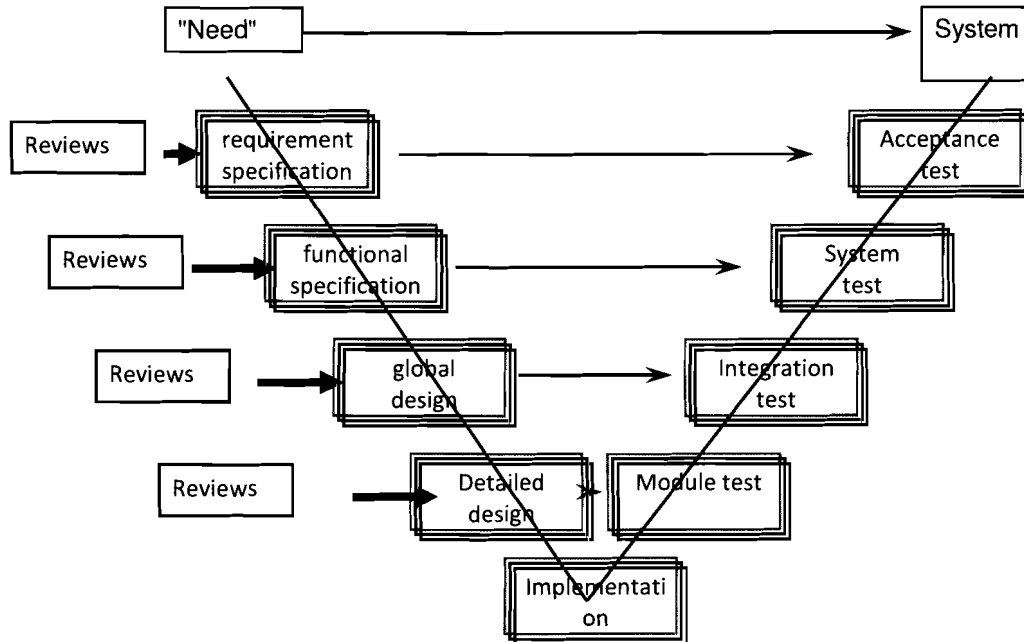 "Need"
System
Reviews
requirement
specification
Acceptance
test
Reviews
functional
specification
System
test
Reviews
global
design
Integration
test
Reviews
Detailed
design
Module test
Implementati
on